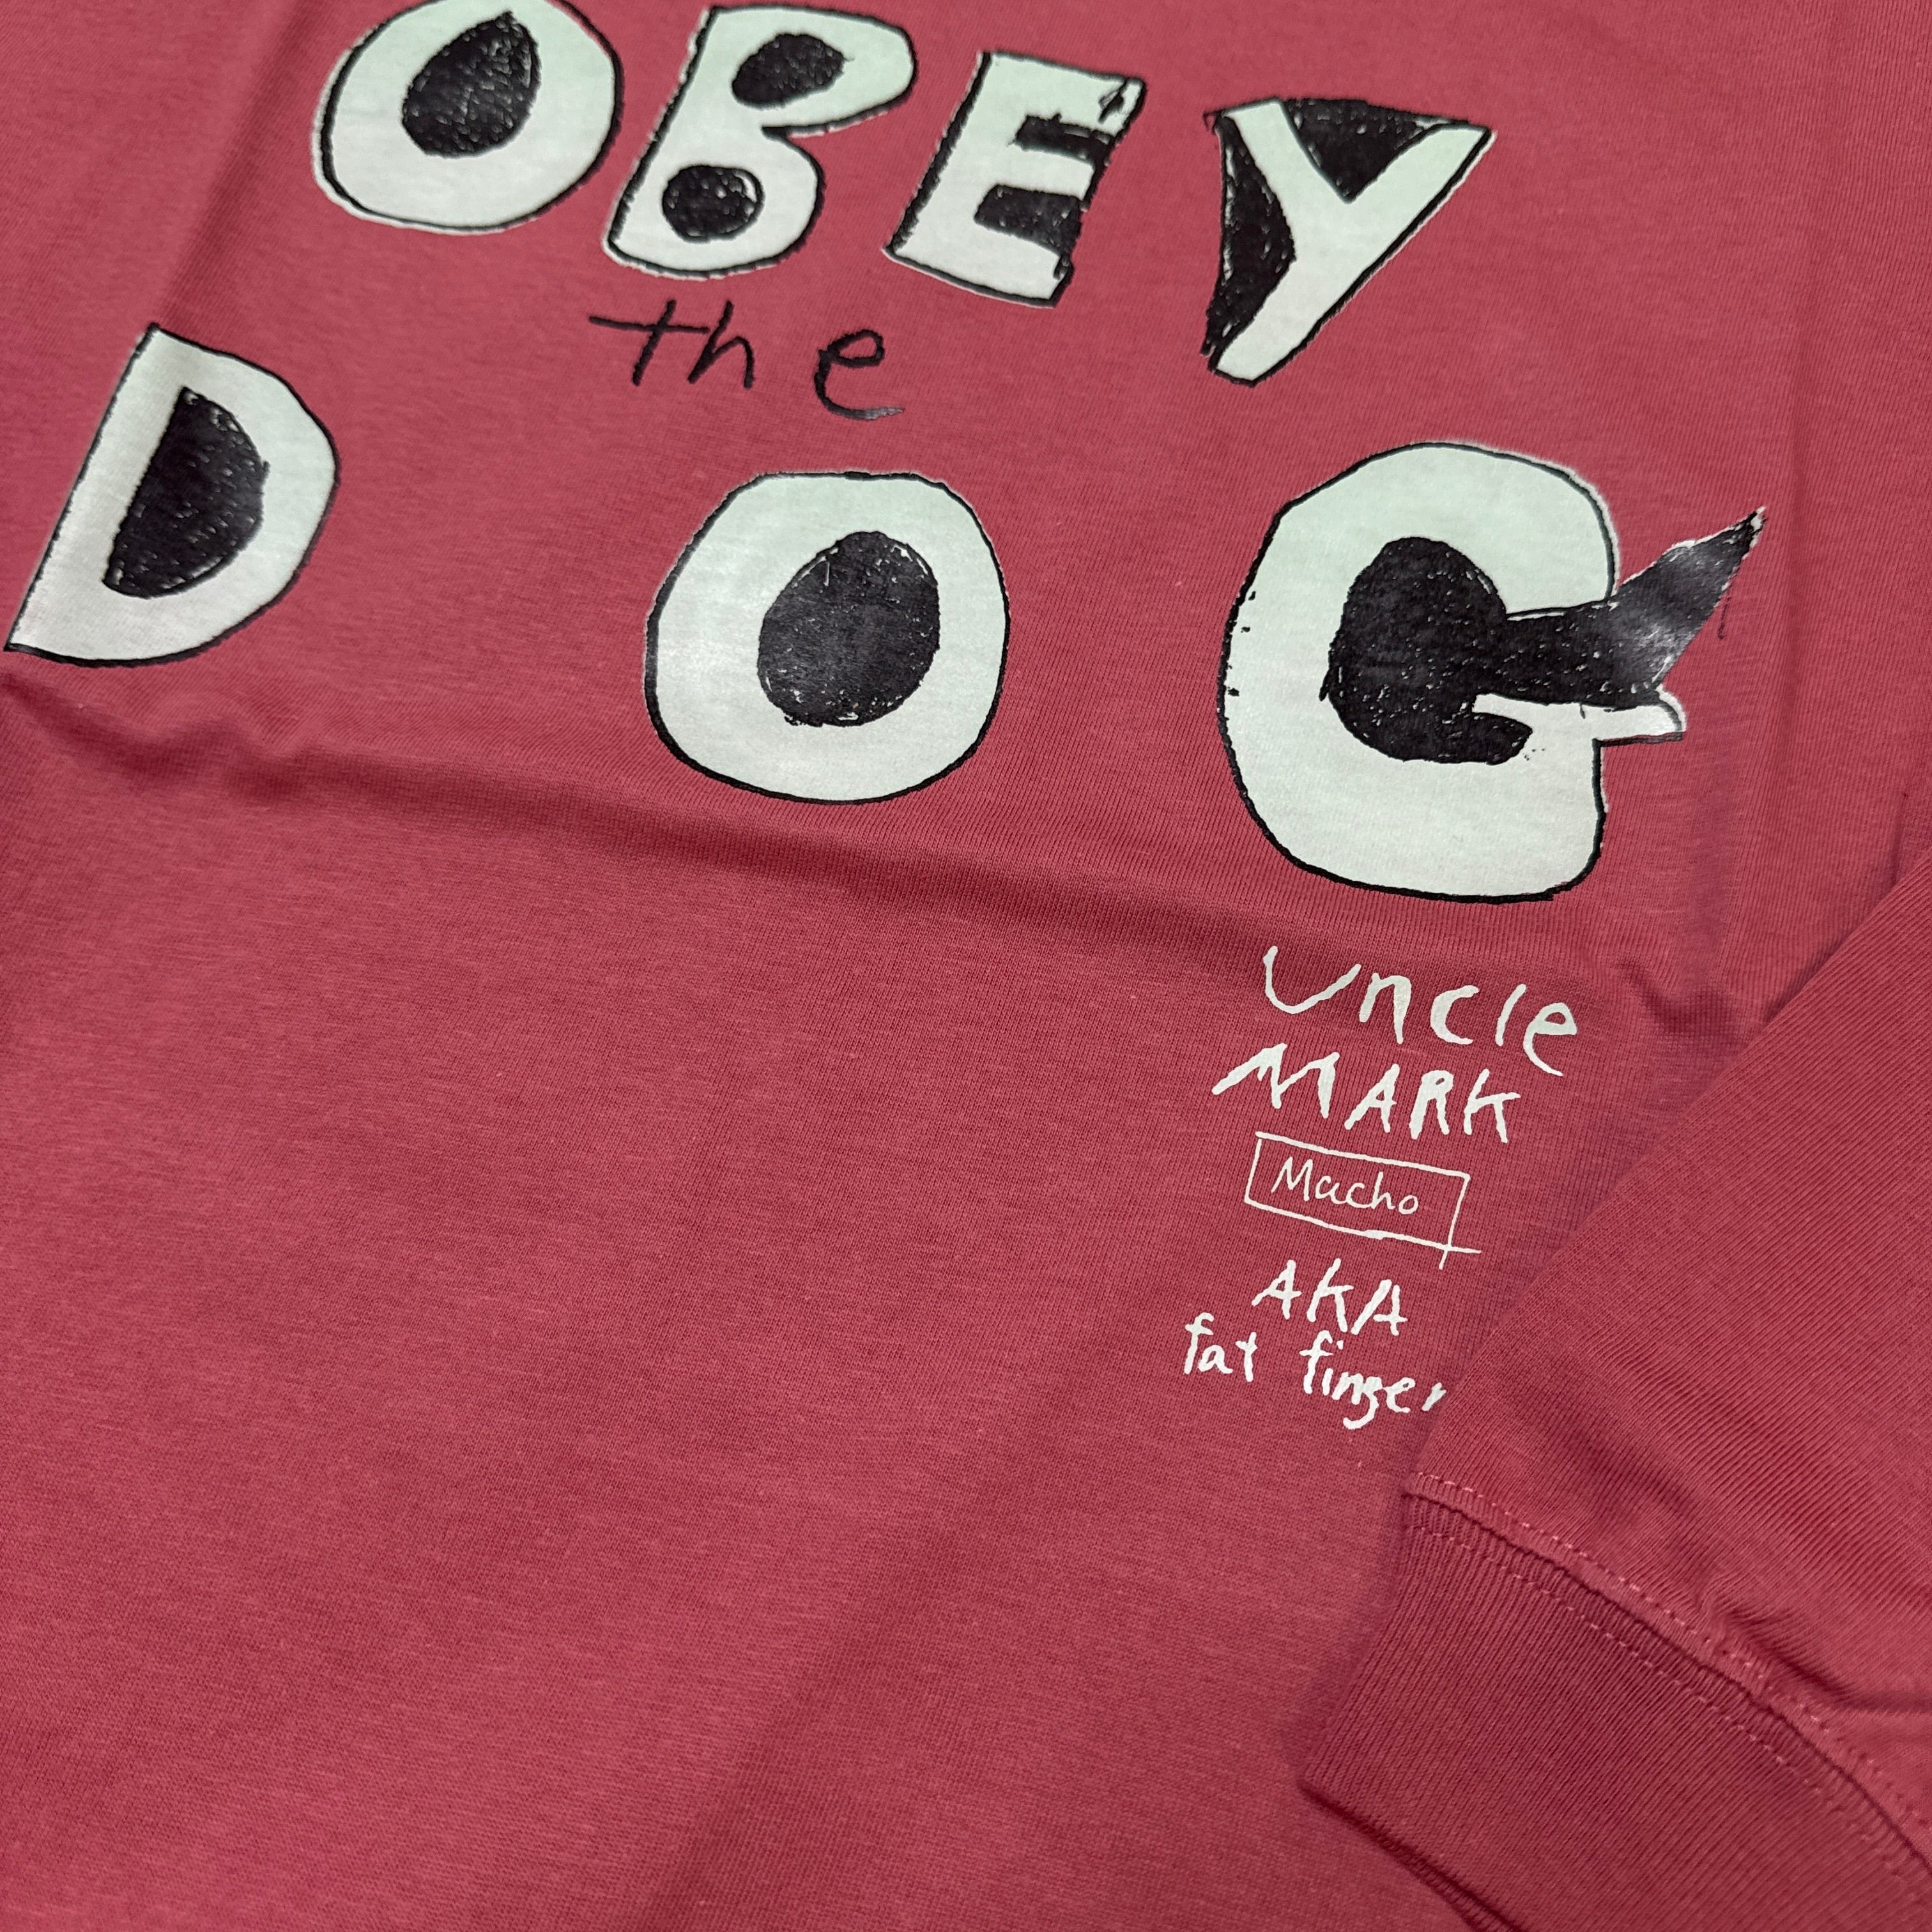 OBEY
the
DOG
Uncle
MARK
Macho
AKA
fat finger